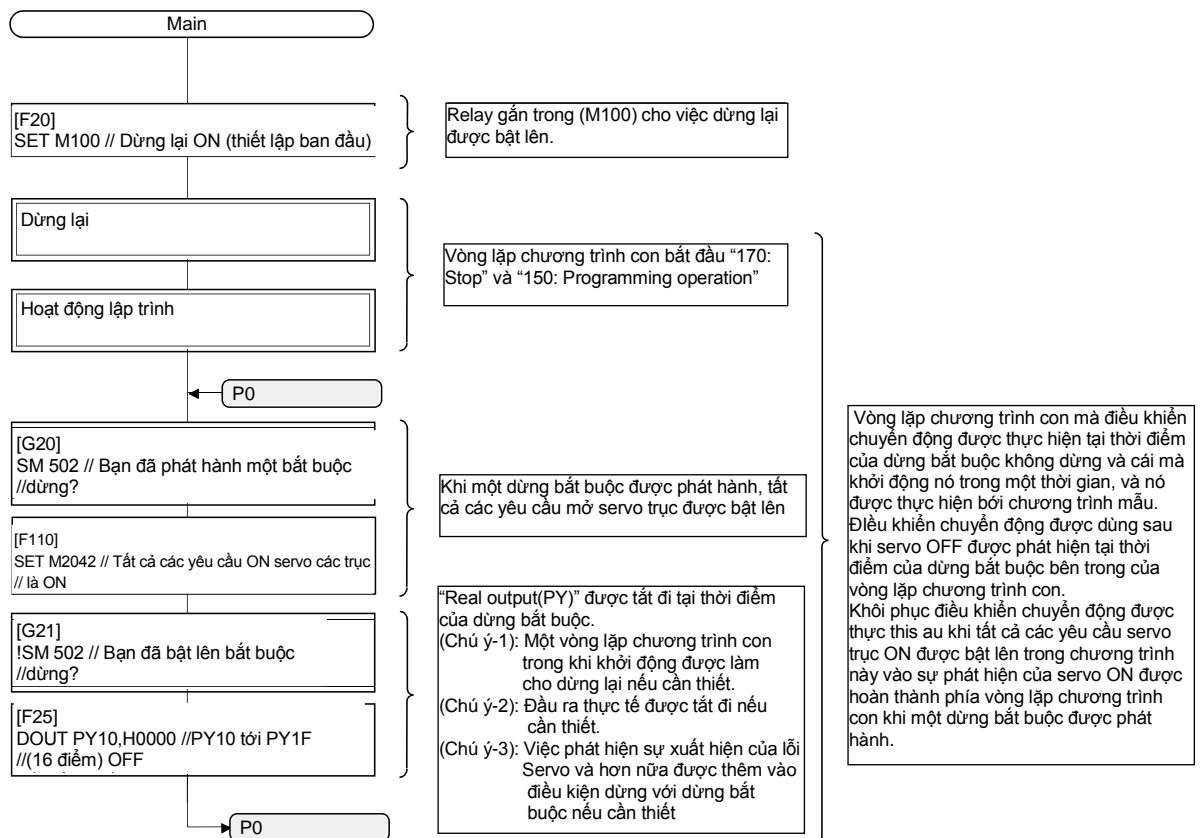 Main
[F20]
SET M100 // Dừng lại ON (thiết lập ban đầu)
Relay gắn trong (M100) cho việc dừng lại
được bật lên.
Dừng lại
Hoạt động lập trình
Vòng lặp chương trình con bắt đầu “170:
Stop” và “150: Programming operation”
P0
[G20]
SM 502 // Bạn đã phát hành một bắt buộc
//dừng?
[F110]
SET M2042 // Tất cả các yêu cầu ON servo các trục
// là ON
Khi một dừng bắt buộc được phát hành, tất
cả các yêu cầu mở servo trục được bật lên
[G21]
!SM 502 // Bạn đã bật lên bắt buộc
//dừng?
[F25]
DOUT PY10,H0000 //PY10 tới PY1F
//(16 điểm) OFF
“Real output(PY)” được tắt đi tại thời điểm
của dừng bắt buộc.
(Chú ý-1): Một vòng lặp chương trình con
trong khi khởi động được làm
cho dừng lại nếu cần thiết.
(Chú ý-2): Đầu ra thực tế được tắt đi nếu
cần thiết.
(Chú ý-3): Việc phát hiện sự xuất hiện của lỗi
Servo và hơn nữa được thêm vào
điều kiện dừng với dừng bắt
buộc nếu cần thiết
P0
Vòng lặp chương trình con mà điều khiển
chuyển động được thực hiện tại thời điểm
của dừng bắt buộc không dừng và cái mà
khởi động nó trong một thời gian, và nó
được thực hiện bới chương trình mẫu.
ĐIều khiển chuyển động được dùng sau
khi servo OFF được phát hiện tại thời
điểm của dừng bắt buộc bên trong của
vòng lặp chương trình con.
Khôi phục điều khiển chuyển động được
thực this au khi tất cả các yêu cầu servo
trục ON được bật lên trong chương trình
này vào sự phát hiện của servo ON được
hoàn thành phía vòng lặp chương trình
con khi một dừng bắt buộc được phát
hành.